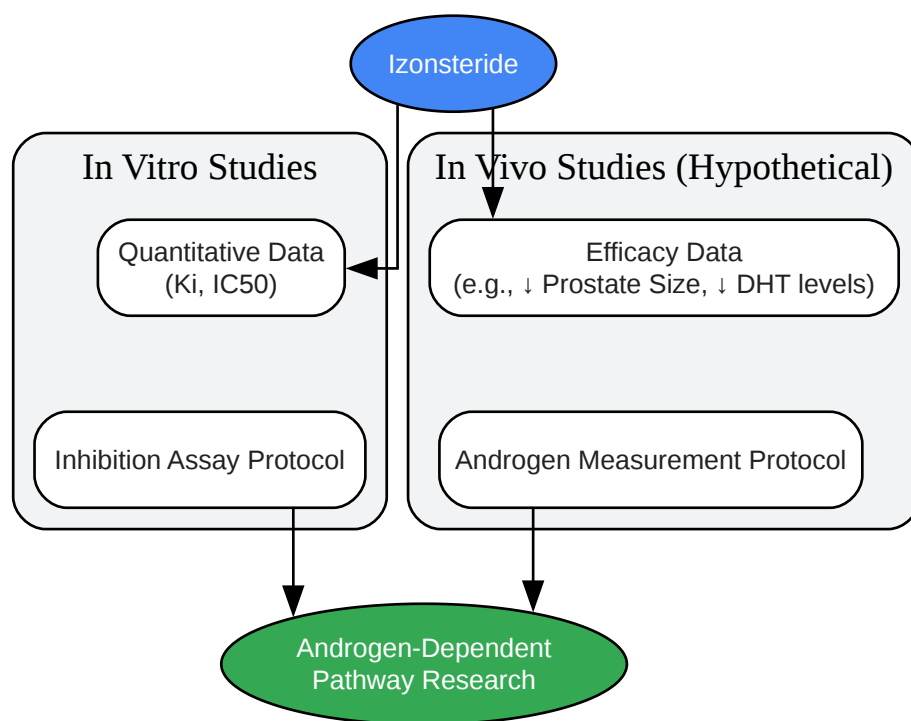 Izonsteride
In Vitro Studies
Quantitative Data
(Ki, IC50)
Inhibition Assay Protocol
In Vivo Studies (Hypothetical)
Efficacy Data
(e.g., ↓ Prostate Size, ↓ DHT levels)
Androgen Measurement Protocol
Androgen-Dependent
Pathway Research